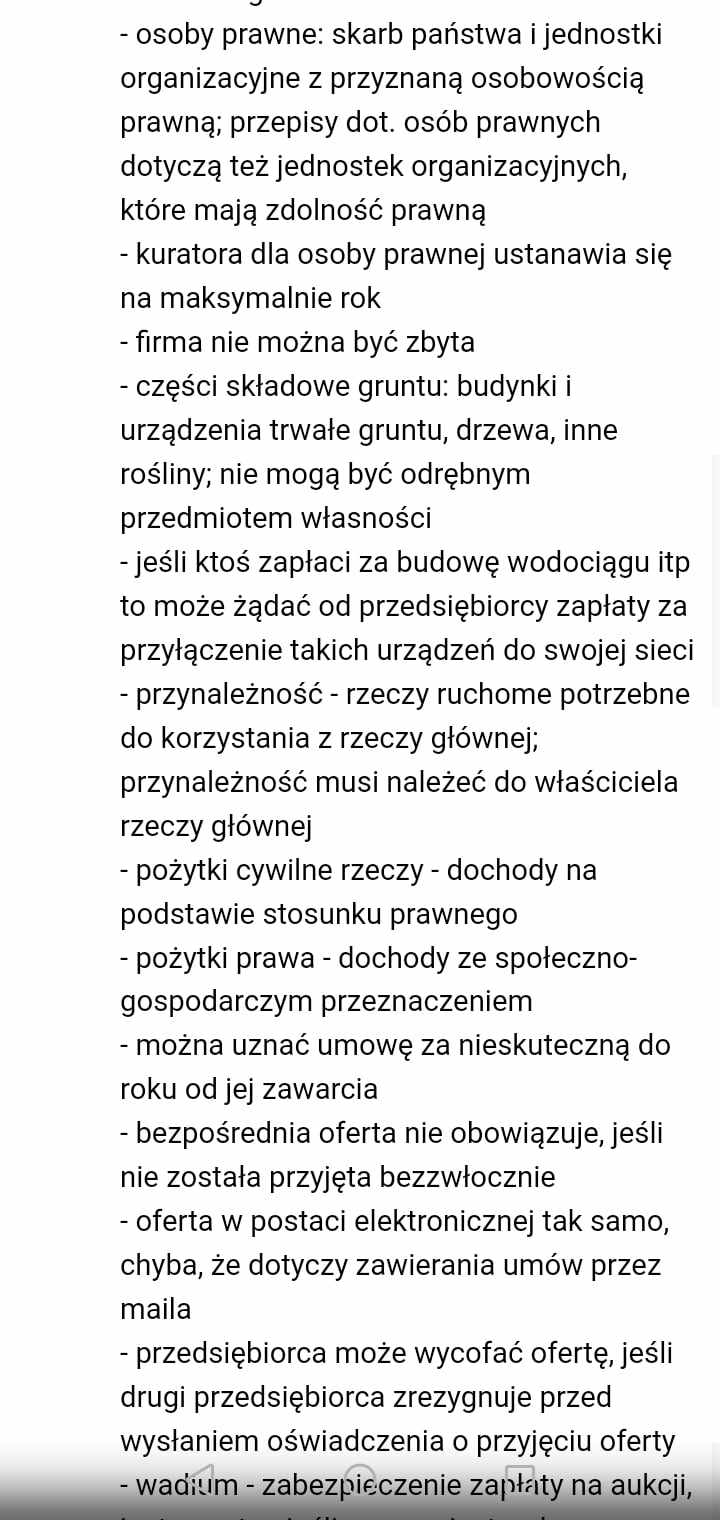 - osoby prawne: skarb państwa i jednostki
organizacyjne z przyznaną osobowością
prawną; przepisy dot. osób prawnych
dotyczą też jednostek organizacyjnych,
które mają zdolność prawną
- kuratora dla osoby prawnej ustanawia się
na maksymalnie rok
- firma nie można być zbyta
- części składowe gruntu: budynki i
urządzenia trwałe gruntu, drzewa, inne
rośliny; nie mogą być odrębnym
przedmiotem własności
- jeśli ktoś zapłaci za budowę wodociągu itp
to może żądać od przedsiębiorcy zapłaty za
przyłączenie takich urządzeń do swojej sieci
- przynależność - rzeczy ruchome potrzebne
do korzystania z rzeczy głównej;
przynależność musi należeć do właściciela
rzeczy głównej
- pożytki cywilne rzeczy - dochody na
podstawie stosunku prawnego
- pożytki prawa - dochody ze społeczno-
gospodarczym przeznaczeniem
- można uznać umowę za nieskuteczną do
roku od jej zawarcia
- bezpośrednia oferta nie obowiązuje, jeśli
nie została przyjęta bezzwłocznie
- oferta w postaci elektronicznej tak samo,
chyba, że dotyczy zawierania umów przez
maila
- przedsiębiorca może wycofać ofertę, jeśli
drugi przedsiębiorca zrezygnuje przed
wysłaniem oświadczenia o przyjęciu oferty
- wadium - zabezpieczenie zapłaty na aukcji,